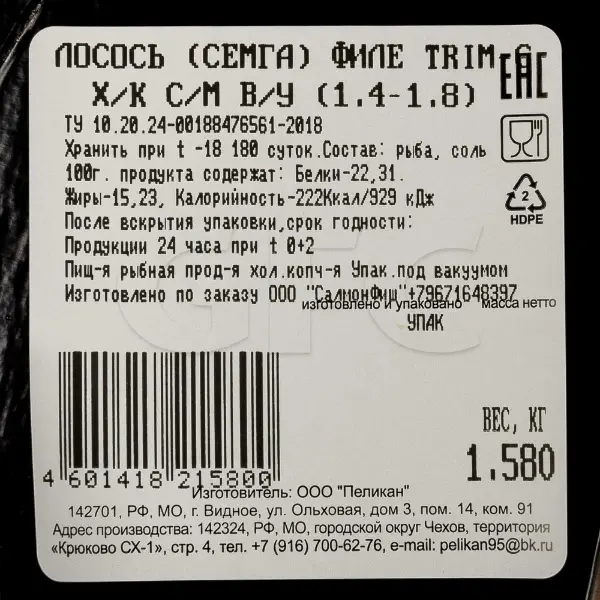 ЛОСОСЬ (СЕМГА) ФИЛЕ TRIM
EAC
Х/К С/М В/У (1.4-1.8)
ТУ 10.20.24-00188476561-2018
Хранить при t -18 180 суток.Состав: рыба, соль
100г. продукта содержат: Белки-22,31.
Жиры-15,23, Калорийность-222Ккал/929 кДж
2
HDPE
После вскрытия упаковки,срок годности:
Продукции 24 часа при t 0+2
Пищ-я рыбная прод-я хол.копч-я Упак.под вакуумом
Изготовлено по заказу ООО "СалмонФиш"+79671648397
изготовлено и упаковано масса нетто
УПАК
GFC
ВЕС, КГ
1.580
4 601418 215800
Изготовитель: ООО "Пеликан"
142701, РФ, МО, г. Видное, ул. Ольховая, дом 3, пом. 14, ком. 91
Адрес производства: 142324, РФ, МО, городской округ Чехов, территория
«Крюково СХ-1», стр. 4, тел. +7 (916) 700-62-76, e-mail: pelikan95@bk.ru